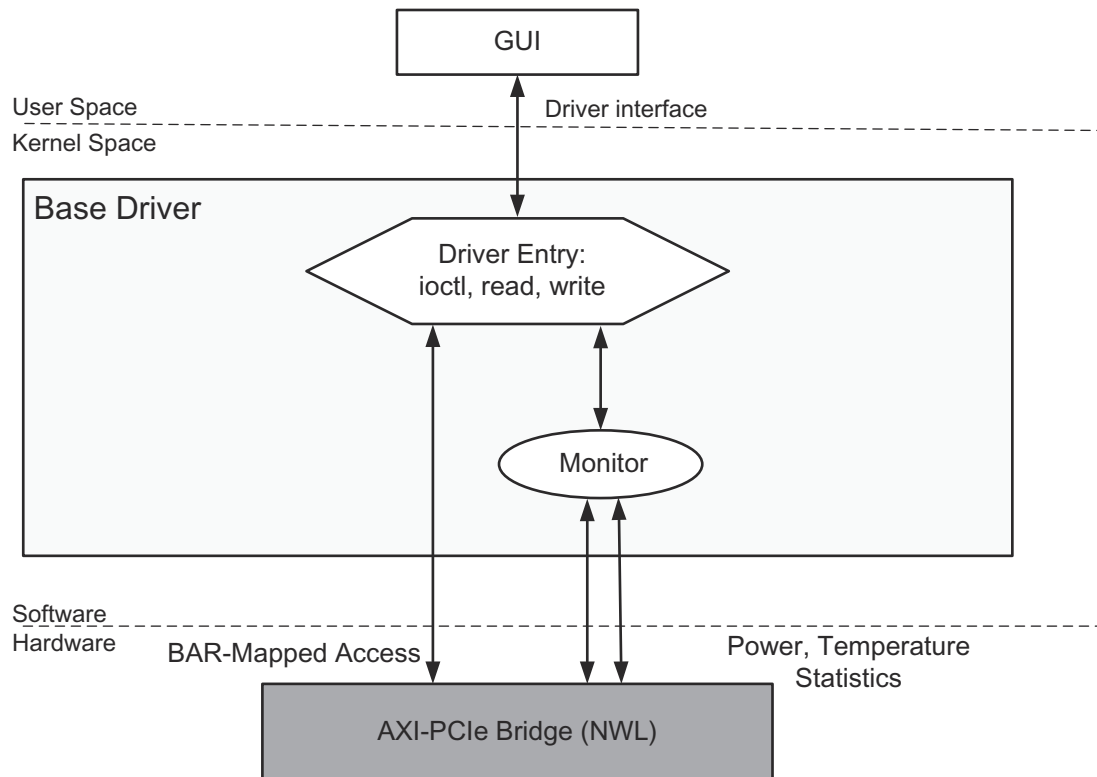 GUI
User Space
Driver interface
Kernel Space
Base Driver
Driver Entry:
ioctl, read, write
Monitor
Software
Hardware
BAR-Mapped Access
Power, Temperature
Statistics
AXI-PCIe Bridge (NWL)